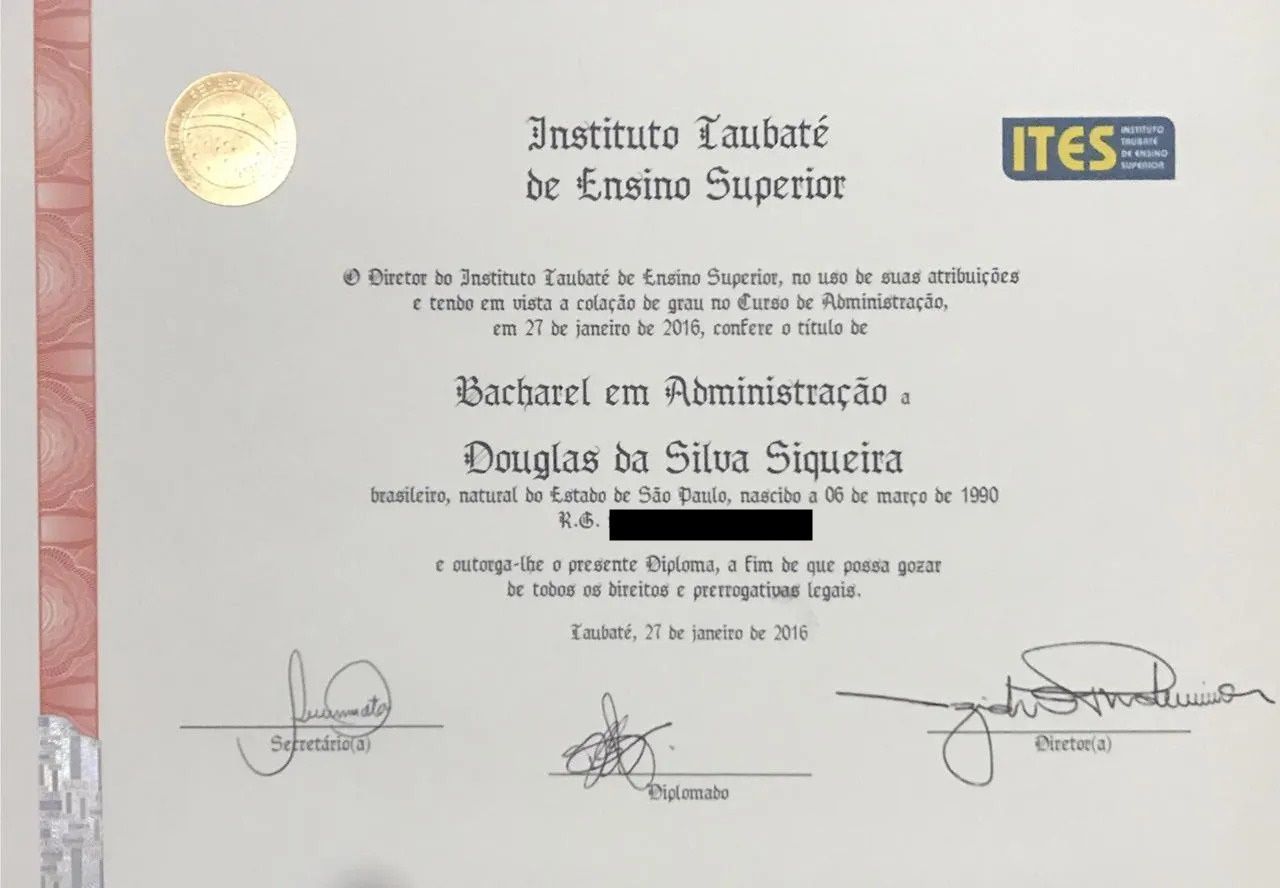 Instituto Taubaté
de Ensino Superior
ITES
INSTITUTO
TAUBATÉ
DE ENSINO
SUPERIOR
O Diretor do Instituto Taubaté de Ensino Superior, no uso de suas atribuições
e tendo em vista a colação de grau no Curso de Administração,
em 27 de janeiro de 2016, confere o título de
Bacharel em Administração a
Douglas da Silva Siqueira
brasileiro, natural do Estado de São Paulo, nascido a 06 de março de 1990
R.G.
e outorga-lhe o presente Diploma, a fim de que possa gozar
de todos os direitos e prerrogativas legais.
Taubaté, 27 de janeiro de 2016
Secretário(a)
Diretor(a)
Diplomado